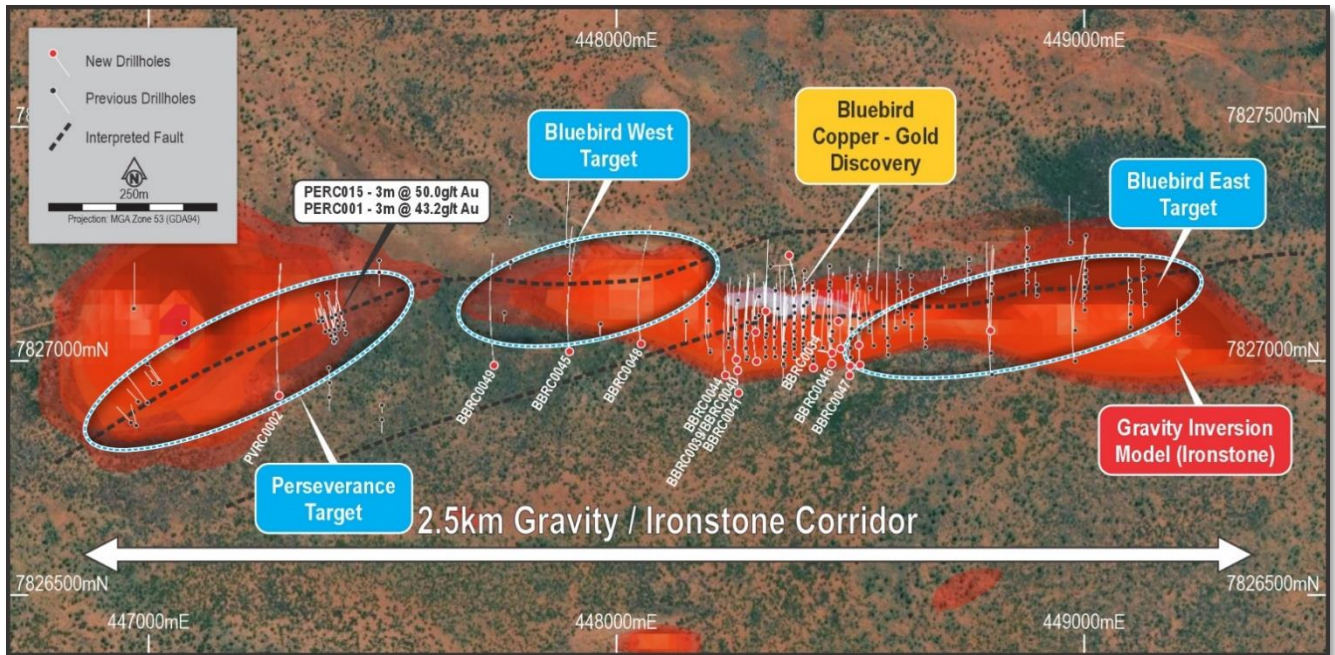 448000mE
449000mE
New Drillholes
Previous Drillholes
Interpreted Fault
N
250m
Projection: MGA Zone 53 (GDA94)
78
7827500mN
Bluebird West
Target
Bluebird
Copper - Gold
Discovery
Bluebird East
Target
PERC015 - 3m @ 50.0g/t Au
PERC001 - 3m @ 43.2g/t Au
7827000mN
7827000mN
PVRC0002
BBRC0049
BBRC0045
BBRC0048
BBRC0044
BBRC0039/BBRC0040
BBRC0041
BBRC0034
BBRC0046
BBRC0047
Gravity Inversion
Model (Ironstone)
Perseverance
Target
2.5km Gravity / Ironstone Corridor
7826500mN
7826500mN
447000mE
448000mE
449000mE